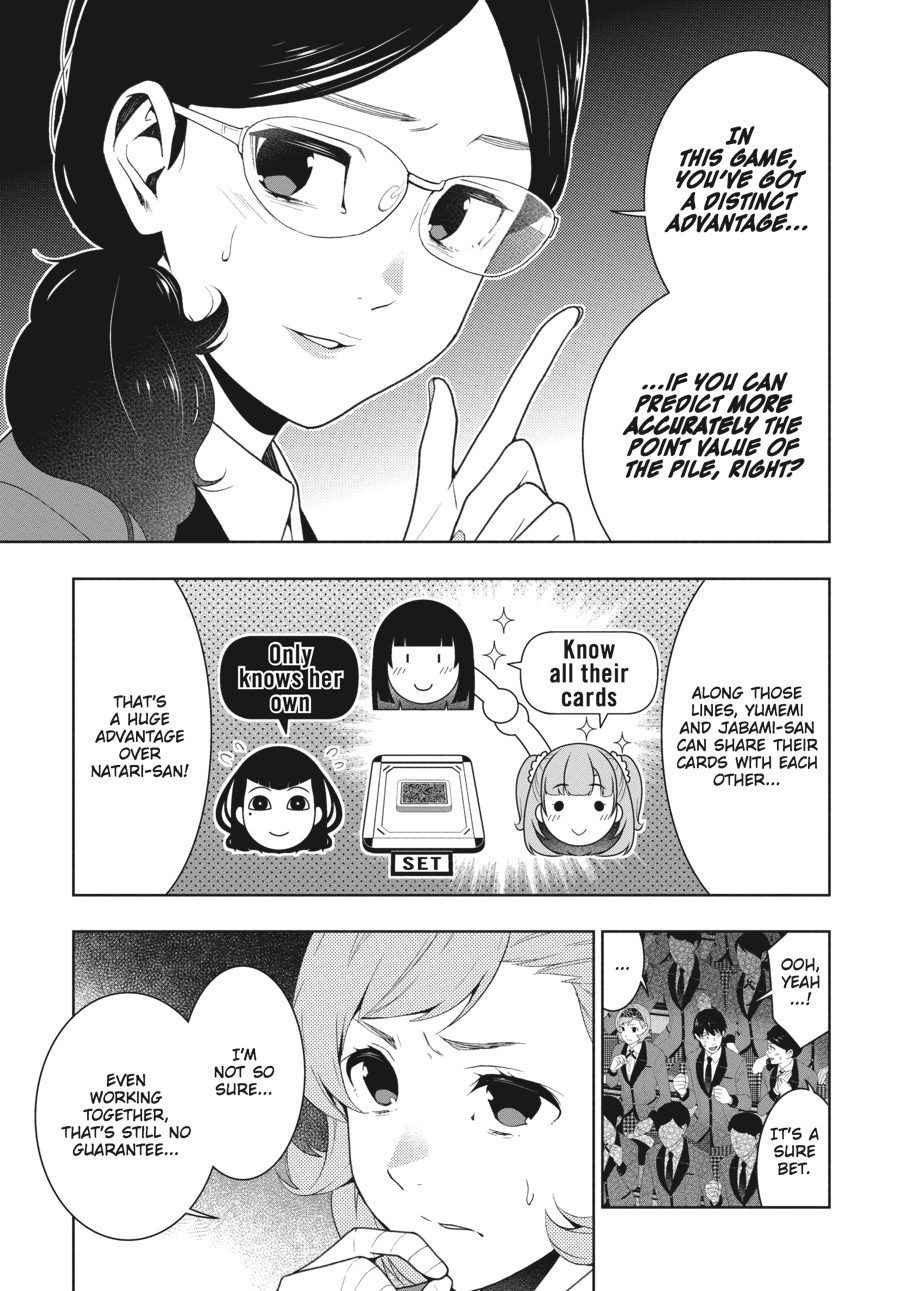 IN
THIS GAME,
YOU'VE GOT
A DISTINCT
ADVANTAGE...
...IF YOU CAN
PREDICT MORE
ACCURATELY THE
POINT VALUE OF
THE PILE, RIGHT?
ALONG THOSE
LINES, YUMEMI
AND JABAMI-SAN
CAN SHARE THEIR
CARDS WITH EACH
OTHER...
Know
all their
cards
Only
knows her
own
SET
THAT'S
A HUGE
ADVANTAGE
OVER
NATARI-SAN!
OOH,
YEAH
...!
IT'S A
SURE
BET.
...
I'M
NOT SO
SURE...
EVEN
WORKING
TOGETHER,
THAT'S STILL NO
GUARANTEE...